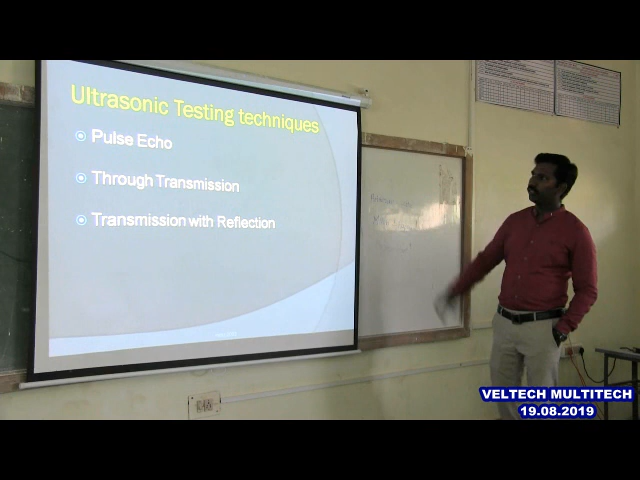 Ultrasonic Testing techniques
Pulse Echo
Through Transmission
Transmission with Reflection
VELTECH MULTITECH
19.08.2019